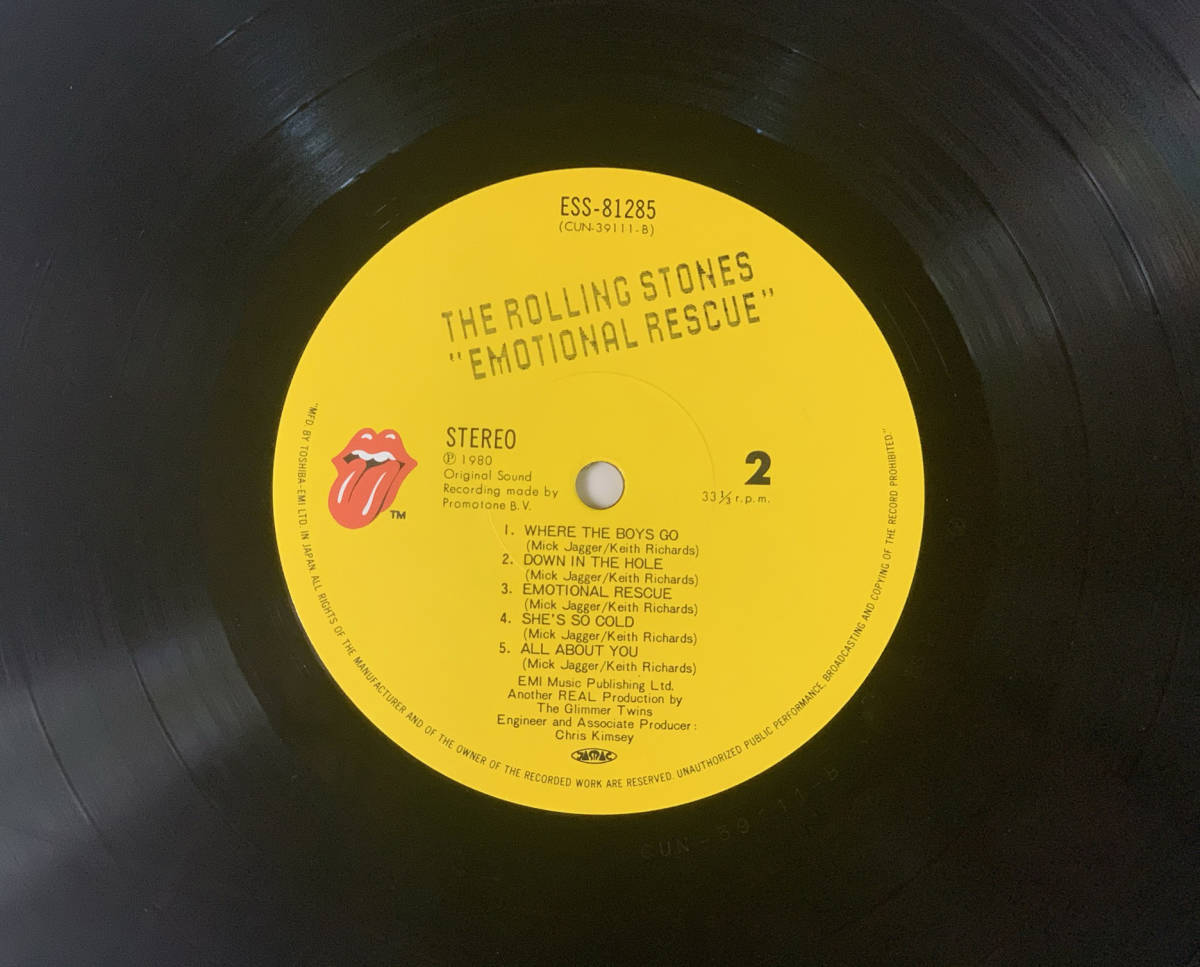 ESS-81285
(CUN-39111-B)
THE ROLLING STONES
"EMOTIONAL RESCUE"
STEREO
Ⓟ 1980
Original Sound
Recording made by
Promotone B.V.
2
33 1/3 r.p.m.
TM
1. WHERE THE BOYS GO
(Mick Jagger/Keith Richards)
2. DOWN IN THE HOLE
(Mick Jagger/Keith Richards)
3. EMOTIONAL RESCUE
(Mick Jagger/Keith Richards)
4. SHE'S SO COLD
(Mick Jagger/Keith Richards)
5. ALL ABOUT YOU
(Mick Jagger/Keith Richards)
EMI Music Publishing Ltd.
Another REAL Production by
The Glimmer Twins
Engineer and Associate Producer:
Chris Kimsey
JASRAC
"MFD. BY TOSHIBA-EMI LTD. IN JAPAN. ALL RIGHTS OF THE MANUFACTURER AND OF THE OWNER OF THE RECORDED WORK ARE RESERVED. UNAUTHORIZED PUBLIC PERFORMANCE, BROADCASTING AND COPYING OF THE RECORD PROHIBITED."